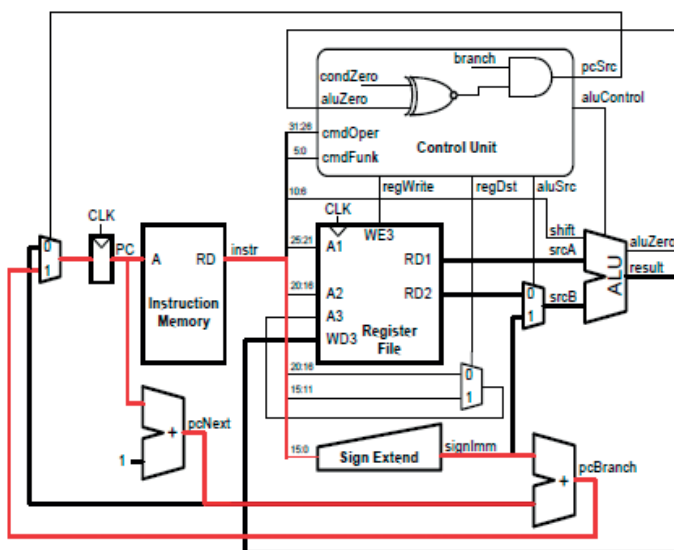 branch
pcSrc
condZero
aluZero
aluControl
31:26
cmdOper
5:0
cmdFunk
Control Unit
10:6
regWrite
regDst
aluSrc
CLK
CLK
shift
WE3
0
PC
instr
25:21
A1
RD1
srcA
aluZero
A
RD
result
1
ALU
20:16
A2
RD2
0
srcB
Instruction
Memory
A3
1
Register
File
WD3
20:16
0
15:11
1
pcNext
+
1
15:0
Sign Extend
signImm
pcBranch
+